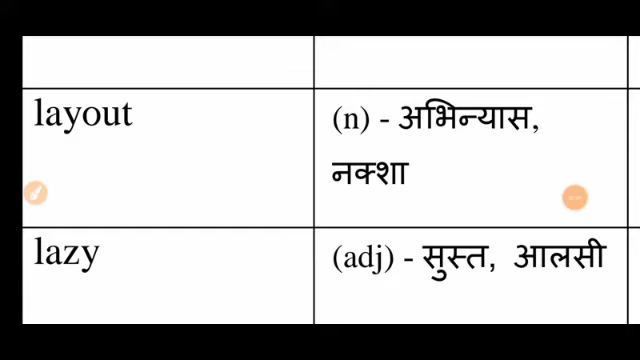 layout (n) - अभिन्यास,
नक्शा
lazy (adj) - सुस्त, आलसी